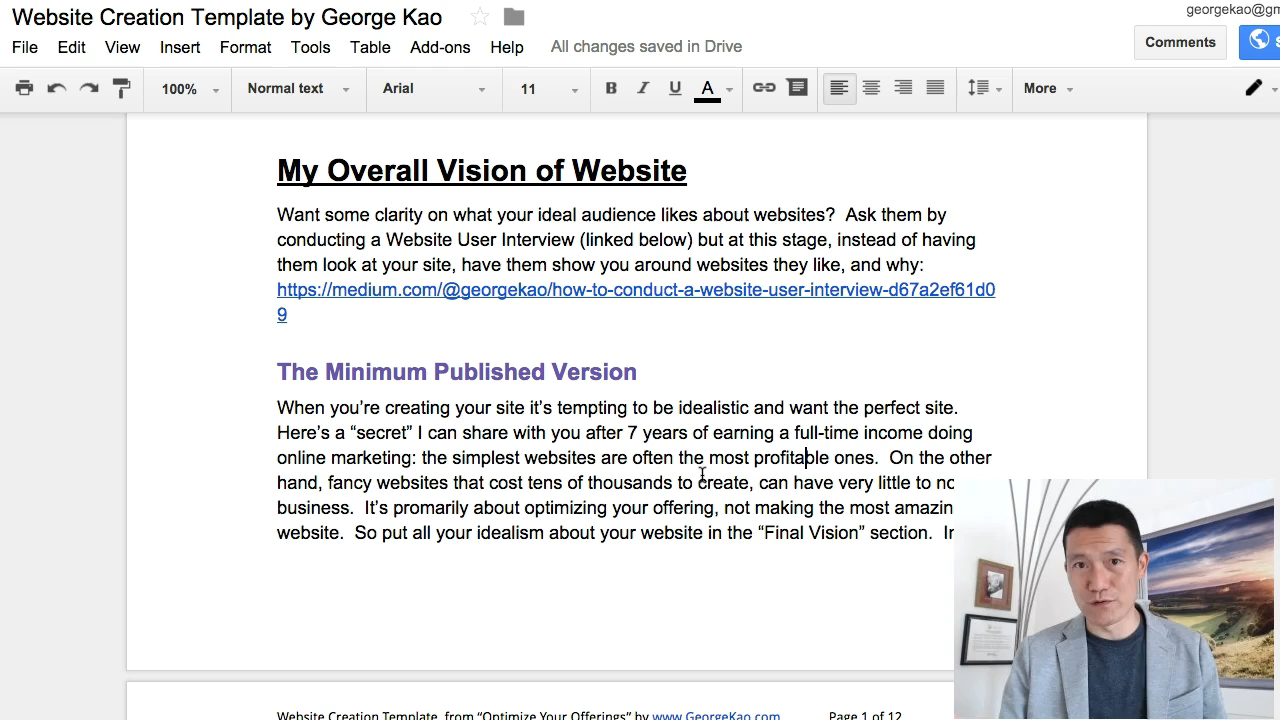 Website Creation Template by George Kao
georgekao@gm
File Edit View Insert Format Tools Table Add-ons Help All changes saved in Drive
Comments
100% Normal text Arial 11 B I U A More
My Overall Vision of Website
Want some clarity on what your ideal audience likes about websites?  Ask them by
conducting a Website User Interview (linked below) but at this stage, instead of having
them look at your site, have them show you around websites they like, and why:
https://medium.com/@georgekao/how-to-conduct-a-website-user-interview-d67a2ef61d0
9
The Minimum Published Version
When you’re creating your site it’s tempting to be idealistic and want the perfect site.
Here’s a “secret” I can share with you after 7 years of earning a full-time income doing
online marketing: the simplest websites are often the most profitable ones.  On the other
hand, fancy websites that cost tens of thousands to create, can have very little to no
business.  It’s promarily about optimizing your offering, not making the most amazin
website.  So put all your idealism about your website in the “Final Vision” section.  In
Website Creation Template, from “Optimize Your Offerings” by www.GeorgeKao.com Page 1 of 12